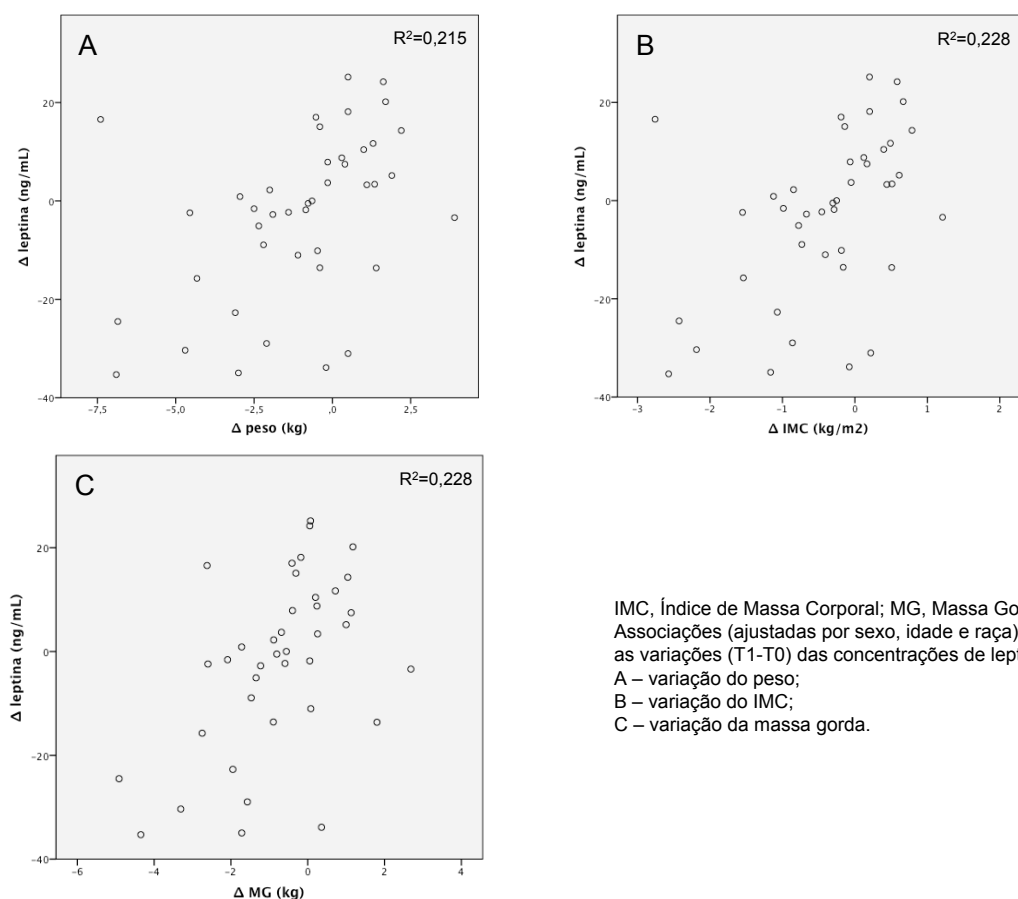 A
R²=0,215
Δ leptina (ng/mL)
20
0
−20
−40
−7,5
−5,0
−2,5
,0
2,5
Δ peso (kg)
B
R²=0,228
Δ leptina (ng/mL)
20
0
−20
−40
−3
−2
−1
0
1
2
Δ IMC (kg/m2)
C
R²=0,228
Δ leptina (ng/mL)
20
0
−20
−40
−6
−4
−2
0
2
4
Δ MG (kg)
IMC, Índice de Massa Corporal; MG, Massa Go
Associações (ajustadas por sexo, idade e raça)
as variações (T1-T0) das concentrações de lept
A – variação do peso;
B – variação do IMC;
C – variação da massa gorda.